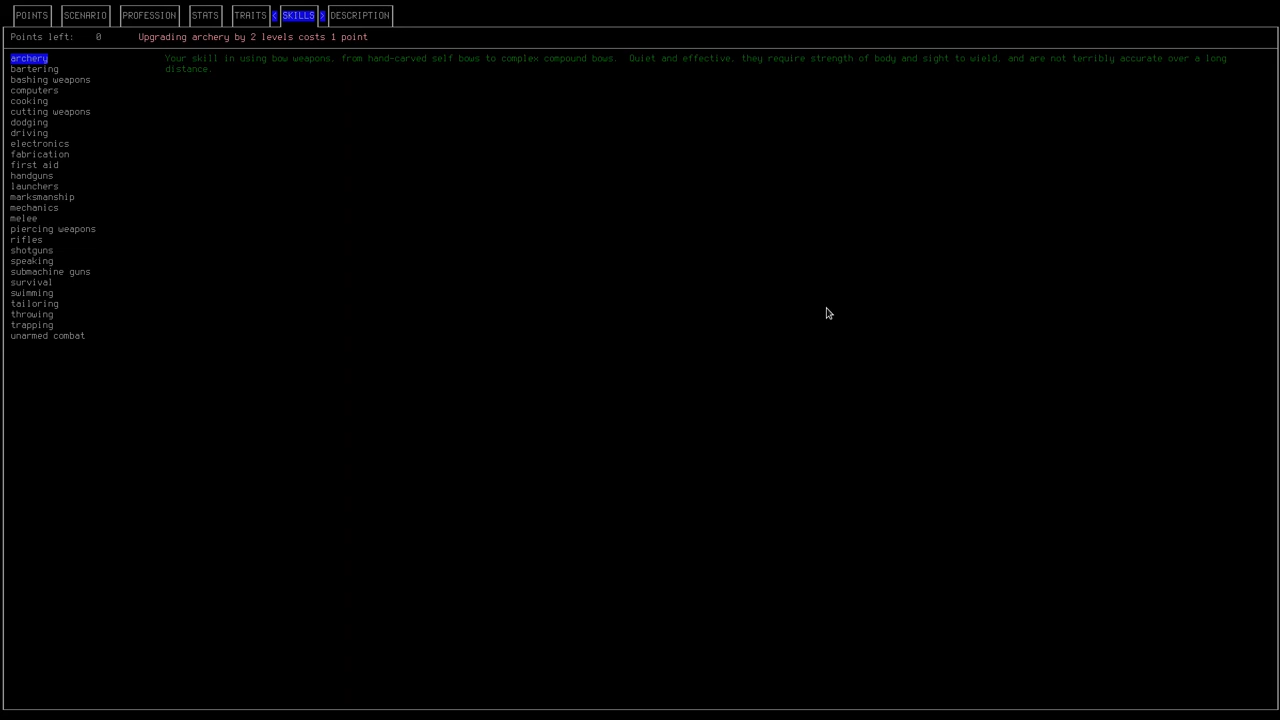 POINTS SCENARIO PROFESSION STATS TRAITS < SKILLS > DESCRIPTION
Points left: 0 Upgrading archery by 2 levels costs 1 point
archery Your skill in using bow weapons, from hand-carved self bows to complex compound bows. Quiet and effective, they require strength of body and sight to wield, and are not terribly accurate over a long
bartering distance.
bashing weapons
computers
cooking
cutting weapons
dodging
driving
electronics
fabrication
first aid
handguns
launchers
marksmanship
mechanics
melee
piercing weapons
rifles
shotguns
speaking
submachine guns
survival
swimming
tailoring
throwing
trapping
unarmed combat